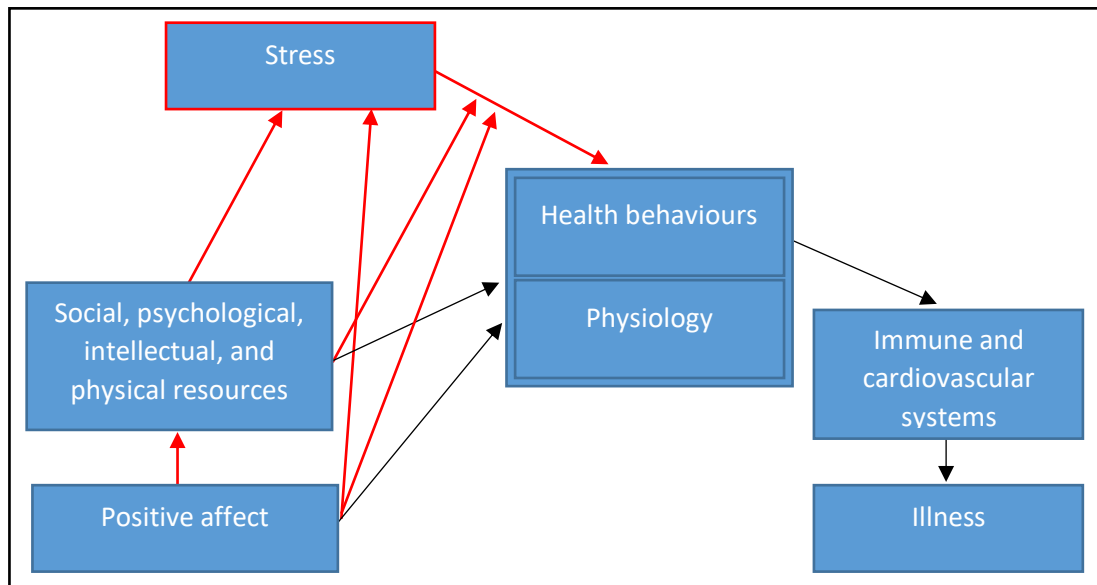 Stress
Health behaviours
Physiology
Social, psychological,
intellectual, and
physical resources
Immune and
cardiovascular
systems
Positive affect
Illness